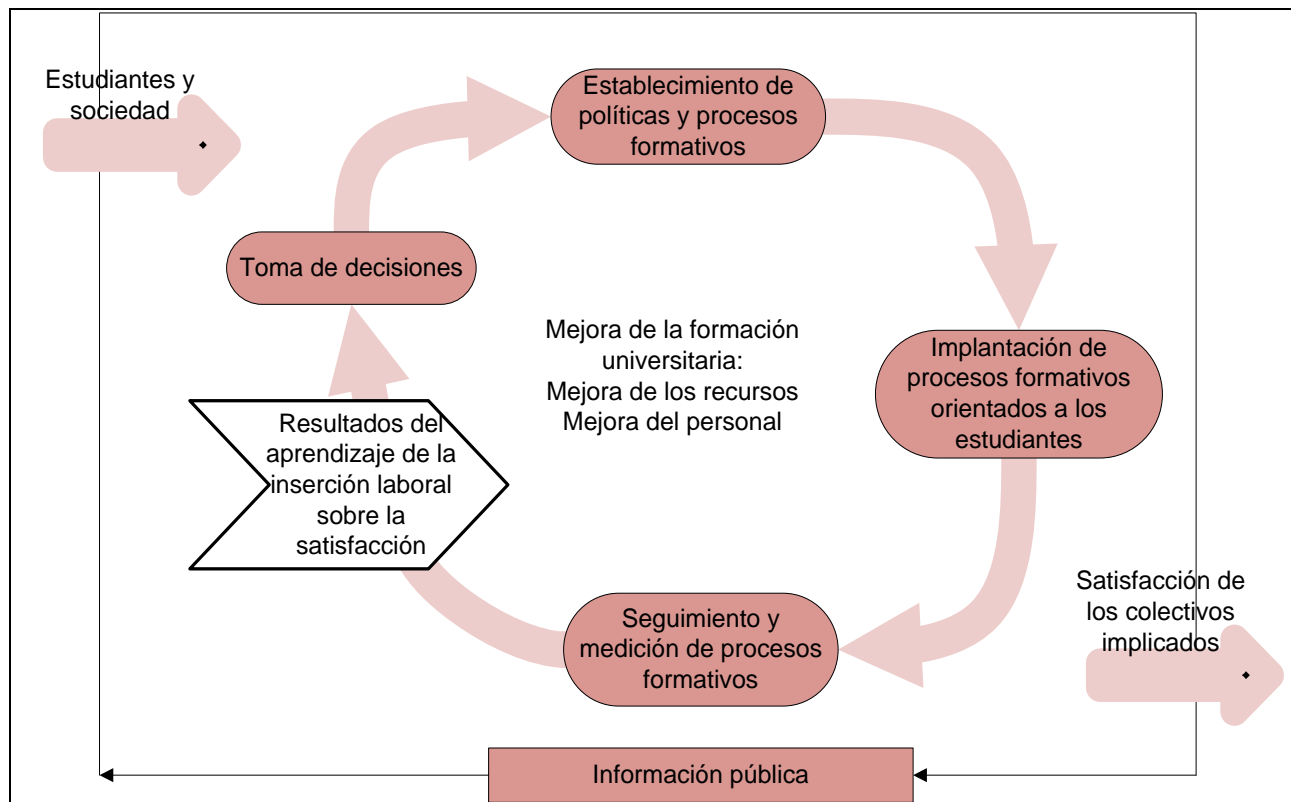 Estudiantes y
sociedad
Establecimiento de
políticas y procesos
formativos
Toma de decisiones
Mejora de la formación
universitaria:
Mejora de los recursos
Mejora del personal
Implantación de
procesos formativos
orientados a los
estudiantes
Resultados del
aprendizaje de la
inserción laboral
sobre la
satisfacción
Seguimiento y
medición de procesos
formativos
Satisfacción de
los colectivos
implicados
Información pública